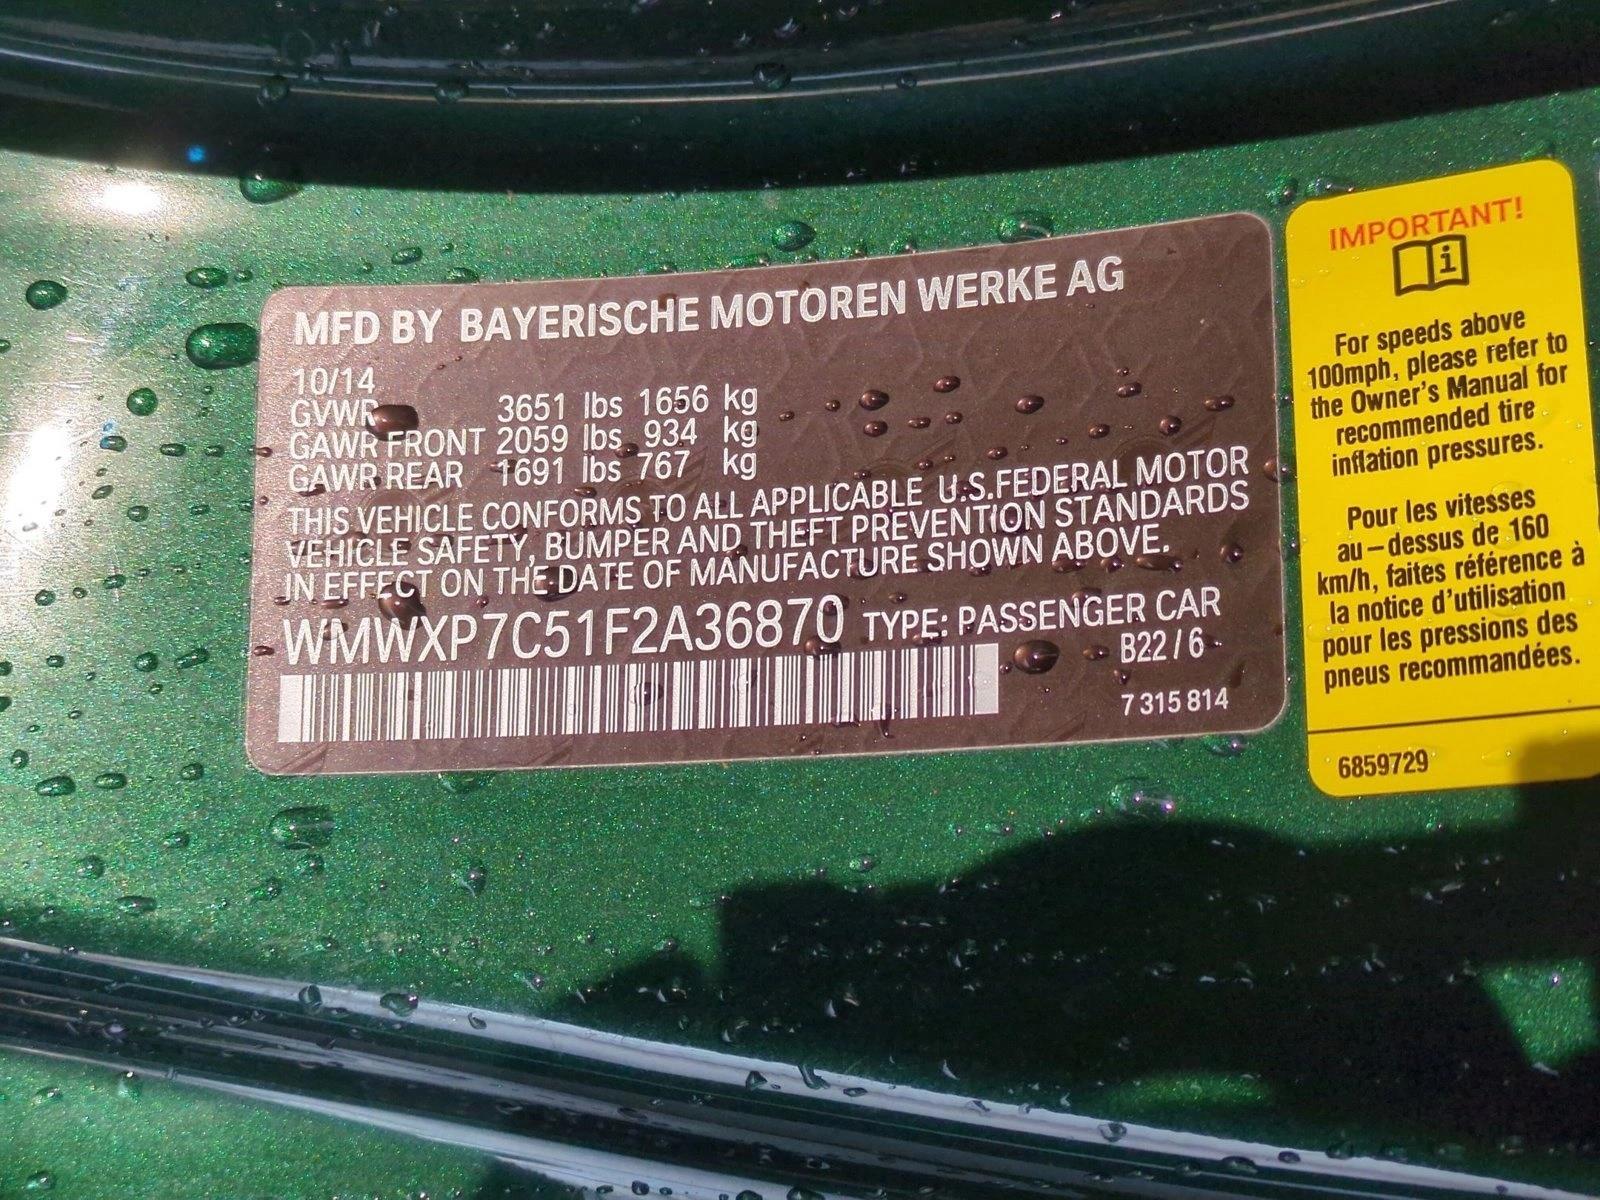 MFD BY BAYERISCHE MOTOREN WERKE AG
10/14
GVWR 3651 lbs 1656 kg
GAWR FRONT 2059 lbs 934 kg
GAWR REAR 1691 lbs 767 kg
THIS VEHICLE CONFORMS TO ALL APPLICABLE U.S.FEDERAL MOTOR
VEHICLE SAFETY, BUMPER AND THEFT PREVENTION STANDARDS
IN EFFECT ON THE DATE OF MANUFACTURE SHOWN ABOVE.
WMWXP7C51F2A36870 TYPE: PASSENGER CAR
B22/6
7 315 814
IMPORTANT!
i
For speeds above
100mph, please refer to
the Owner's Manual for
recommended tire
inflation pressures.
Pour les vitesses
au–dessus de 160
km/h, faites référence à
la notice d'utilisation
pour les pressions des
pneus recommandées.
6859729